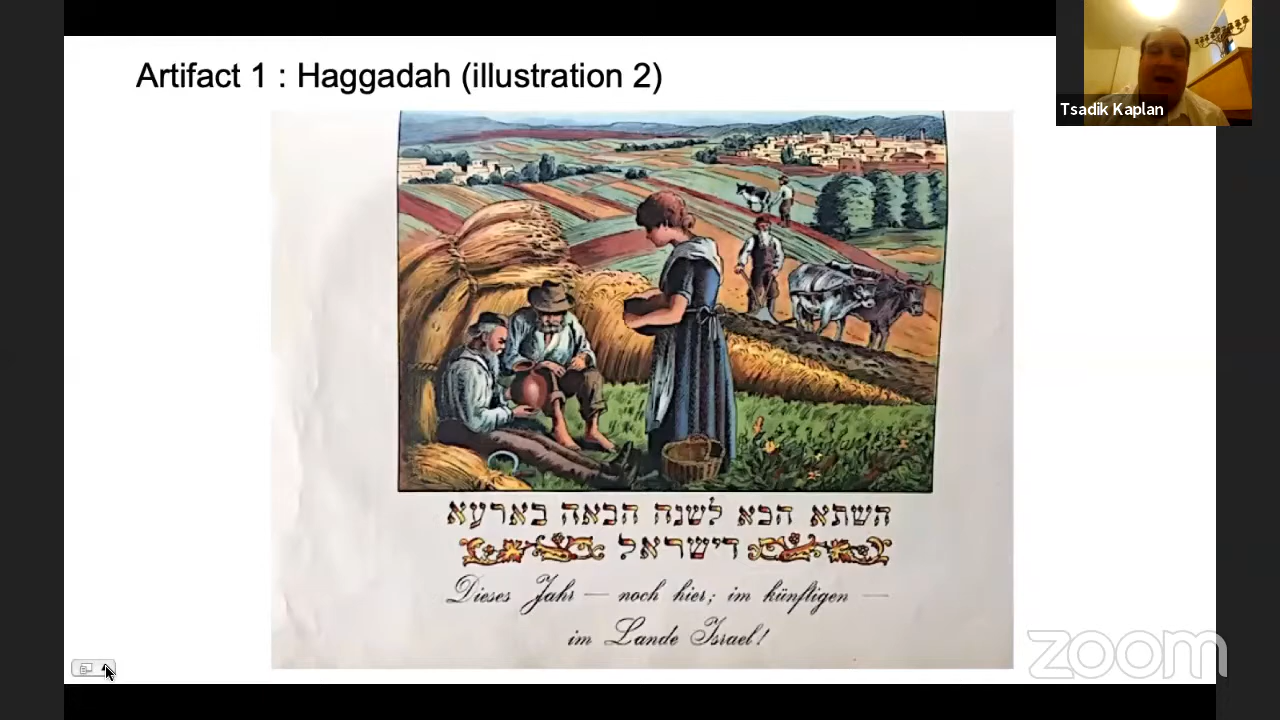 Artifact 1 : Haggadah (illustration 2)
Tsadik Kaplan
השתא הכא לשנה הבאה בארעא
דישראל
Dieses Jahr — noch hier; im künftigen —
im Lande Israel!
zoom